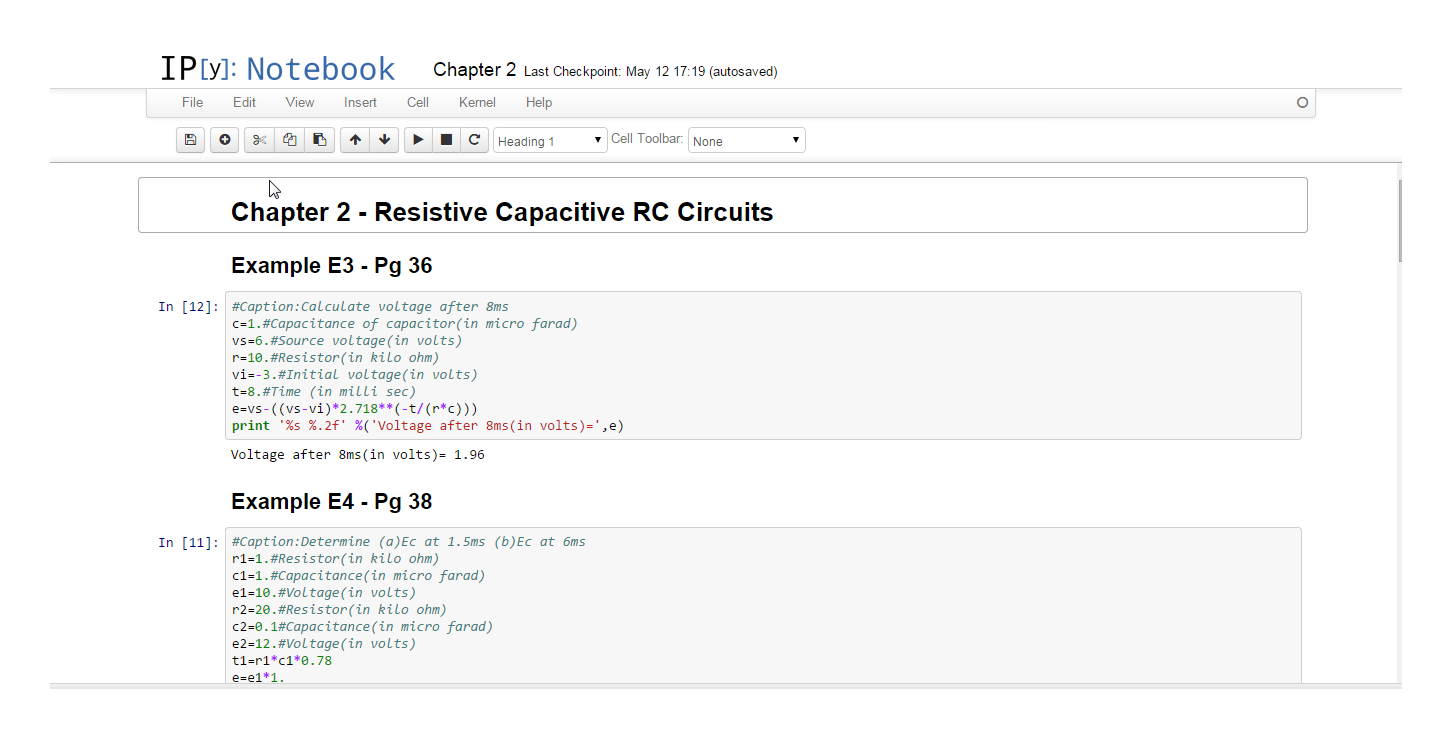 IP[y]: Notebook Chapter 2 Last Checkpoint: May 12 17:19 (autosaved)
File Edit View Insert Cell Kernel Help
Heading 1 Cell Toolbar: None
Chapter 2 - Resistive Capacitive RC Circuits
Example E3 - Pg 36
In [12]: #Caption:Calculate voltage after 8ms
c=1.#Capacitance of capacitor(in micro farad)
vs=6.#Source voltage(in volts)
r=10.#Resistor(in kilo ohm)
vi=-3.#Initial voltage(in volts)
t=8.#Time (in milli sec)
e=vs-((vs-vi)*2.718**(-t/(r*c)))
print '%s %.2f' %('Voltage after 8ms(in volts)=',e)
Voltage after 8ms(in volts)= 1.96
Example E4 - Pg 38
In [11]: #Caption:Determine (a)Ec at 1.5ms (b)Ec at 6ms
r1=1.#Resistor(in kilo ohm)
c1=1.#Capacitance(in micro farad)
e1=10.#Voltage(in volts)
r2=20.#Resistor(in kilo ohm)
c2=0.1#Capacitance(in micro farad)
e2=12.#Voltage(in volts)
t1=r1*c1*0.78
e=e1*1.